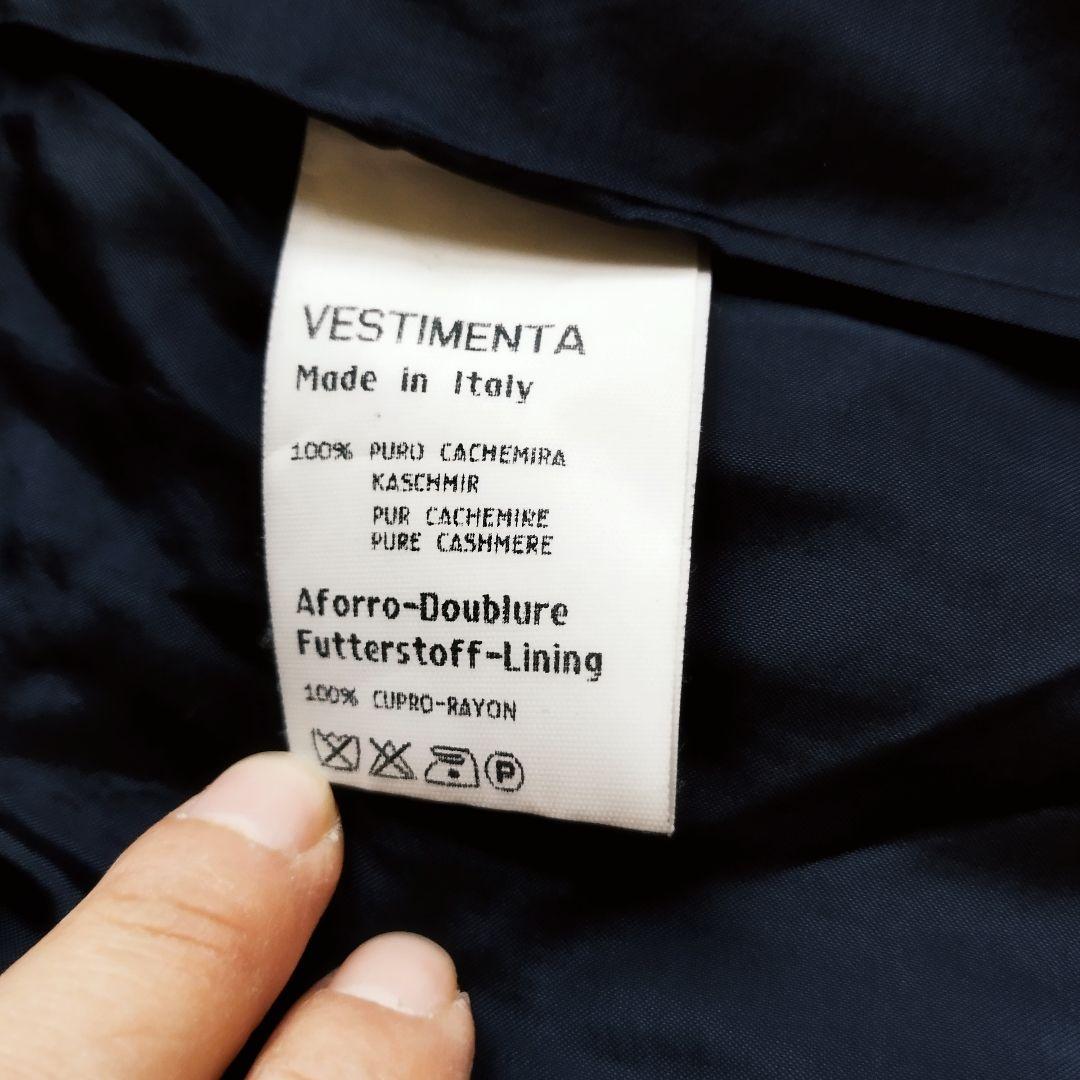 VESTIMENTA
Made in Italy
100% PURO CACHEMIRA
KASCHMIR
PUR CACHEMIRE
PURE CASHMERE
Aforro-Doublure
Futterstoff-Lining
100% CUPRO-RAYON
P